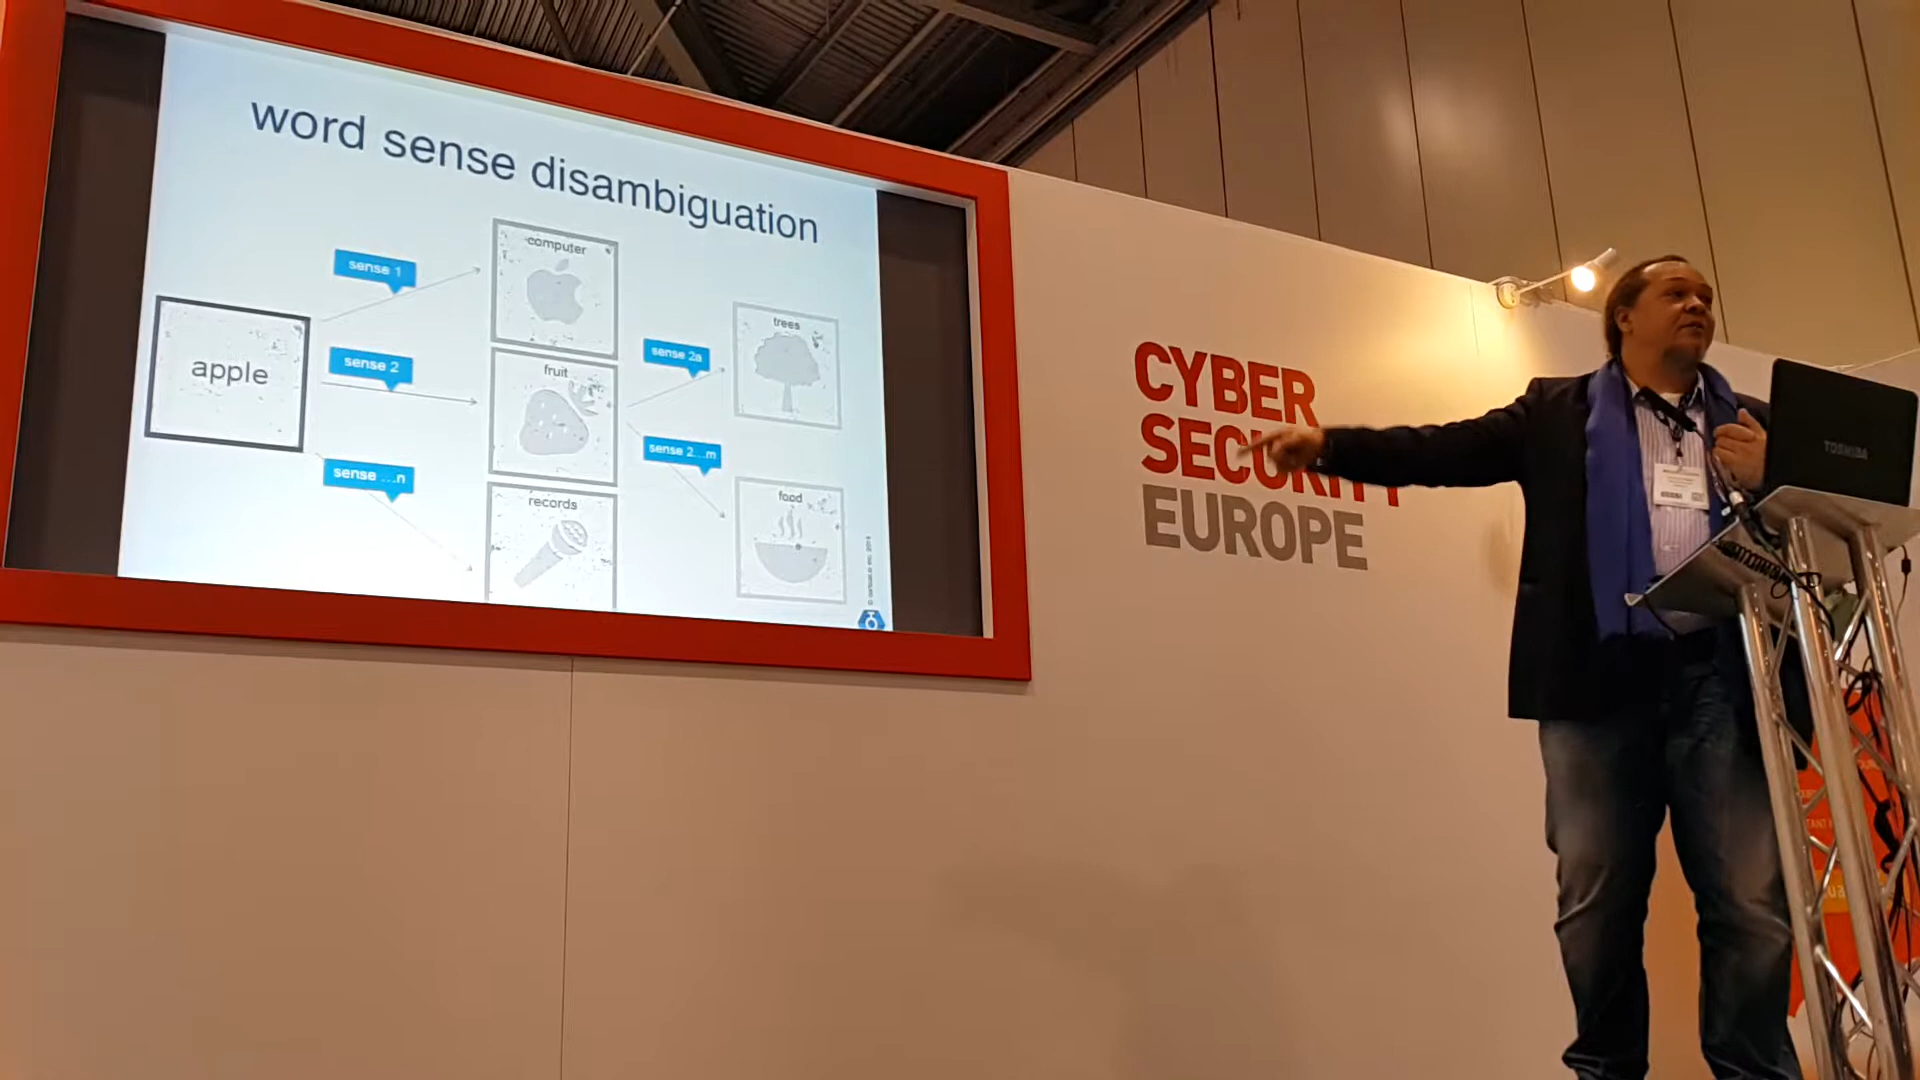 word sense disambiguation
computer
sense 1
trees
sense 2a
apple
sense 2
fruit
sense 2...m
sense ...n
records
food
CYBER
SECURITY
EUROPE
TOSHIBA